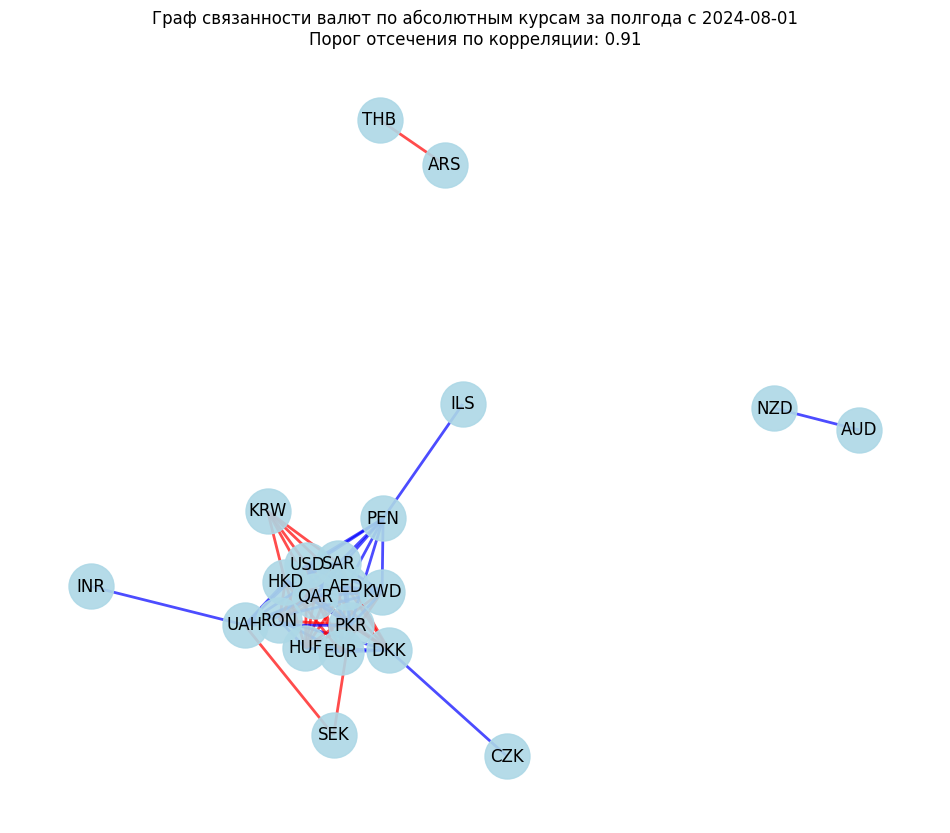 Граф связанности валют по абсолютным курсам за полгода с 2024-08-01
Порог отсечения по корреляции: 0.91
THB
ARS
ILS
NZD
AUD
KRW
PEN
USD
SAR
HKD
AED
KWD
INR
QAR
UAH
RON
PKR
HUF
EUR
DKK
SEK
CZK